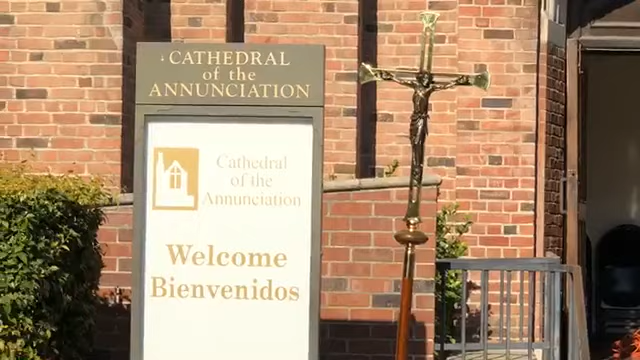 CATHEDRAL
of the
ANNUNCIATION
Cathedral
of the
Annunciation
Welcome
Bienvenidos